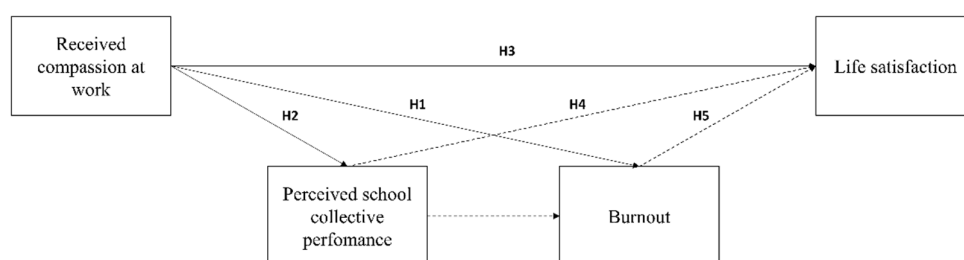 Received
compassion at
work
H3
Life satisfaction
H2
H1
H4
H5
Perceived school
collective
perfomance
Burnout